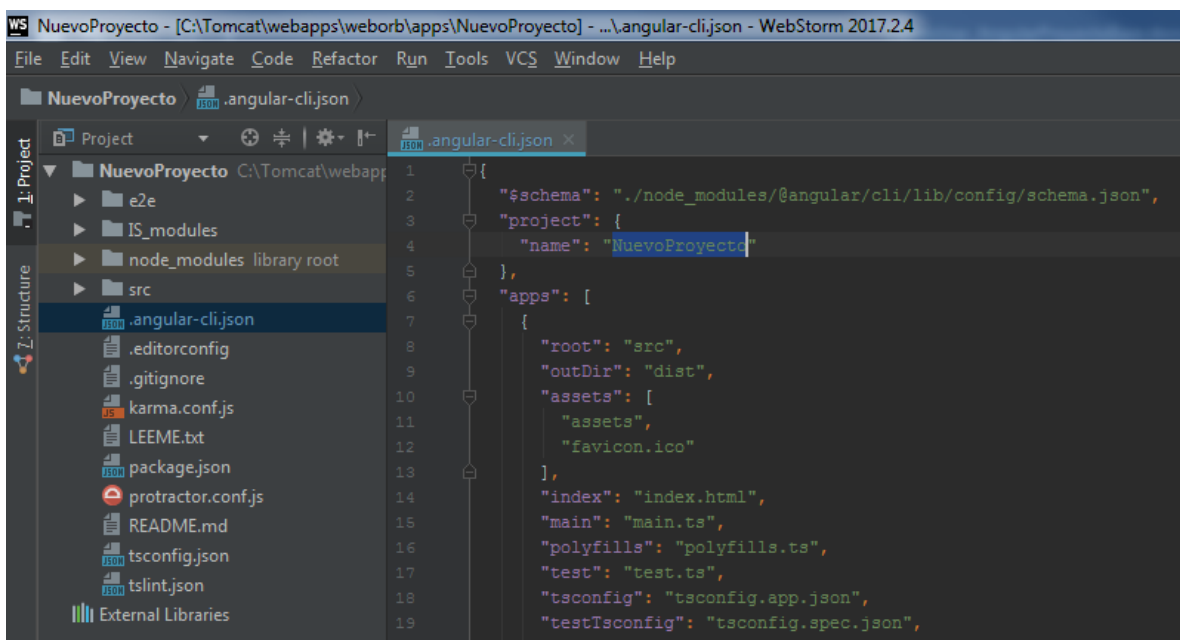 WS NuevoProyecto - [C:\Tomcat\webapps\weborb\apps\NuevoProyecto] - ...\.angular-cli.json - WebStorm 2017.2.4
File Edit View Navigate Code Refactor Run Tools VCS Window Help
NuevoProyecto .angular-cli.json
1: Project
Z: Structure
Project
NuevoProyecto C:\Tomcat\webapp
e2e
IS_modules
node_modules library root
src
.angular-cli.json
.editorconfig
.gitignore
karma.conf.js
LEEME.txt
package.json
protractor.conf.js
README.md
tsconfig.json
tslint.json
External Libraries
.angular-cli.json
1 {
2 "$schema": "./node_modules/@angular/cli/lib/config/schema.json",
3 "project": {
4 "name": "NuevoProyecto"
5 },
6 "apps": [
7 {
8 "root": "src",
9 "outDir": "dist",
10 "assets": [
11 "assets",
12 "favicon.ico"
13 ],
14 "index": "index.html",
15 "main": "main.ts",
16 "polyfills": "polyfills.ts",
17 "test": "test.ts",
18 "tsconfig": "tsconfig.app.json",
19 "testTsconfig": "tsconfig.spec.json",